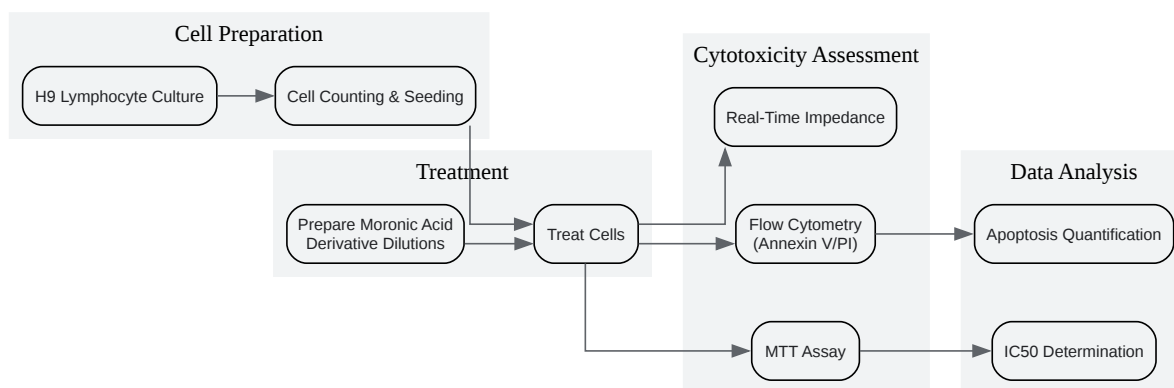 Cell Preparation
H9 Lymphocyte Culture
Cell Counting & Seeding
Treatment
Prepare Moronic Acid
Derivative Dilutions
Treat Cells
Cytotoxicity Assessment
Real-Time Impedance
Flow Cytometry
(Annexin V/PI)
MTT Assay
Data Analysis
Apoptosis Quantification
IC50 Determination